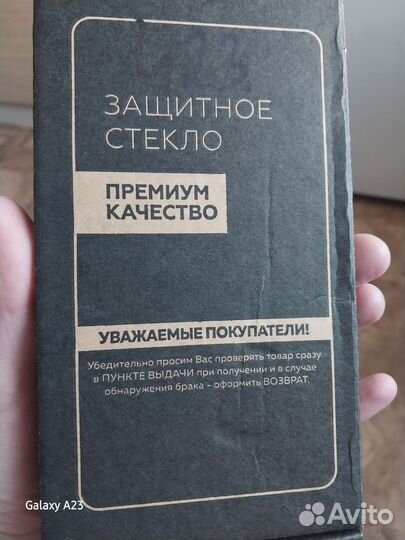 ЗАЩИТНОЕ
СТЕКЛО
ПРЕМИУМ
КАЧЕСТВО
УВАЖАЕМЫЕ ПОКУПАТЕЛИ!
Убедительно просим Вас проверять товар сразу
в ПУНКТЕ ВЫДАЧИ при получении и в случае
обнаружения брака - оформить ВОЗВРАТ.
Galaxy A23
Avito